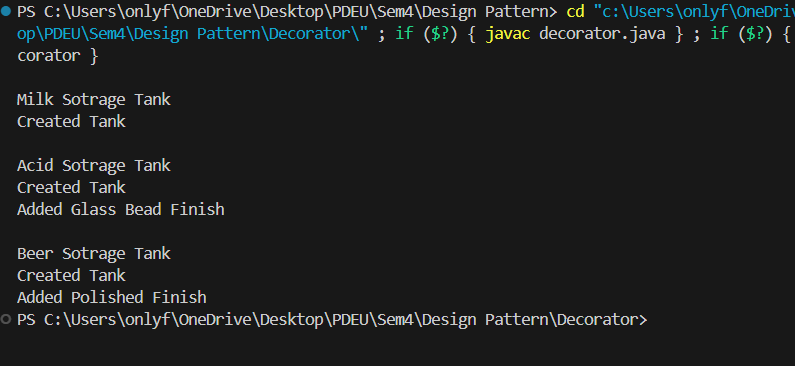 PS C:\Users\onlyf\OneDrive\Desktop\PDEU\Sem4\Design Pattern> cd "c:\Users\onlyf\OneDriv
op\PDEU\Sem4\Design Pattern\Decorator\" ; if ($?) { javac decorator.java } ; if ($?) {
corator }
Milk Sotrage Tank
Created Tank
Acid Sotrage Tank
Created Tank
Added Glass Bead Finish
Beer Sotrage Tank
Created Tank
Added Polished Finish
PS C:\Users\onlyf\OneDrive\Desktop\PDEU\Sem4\Design Pattern\Decorator>